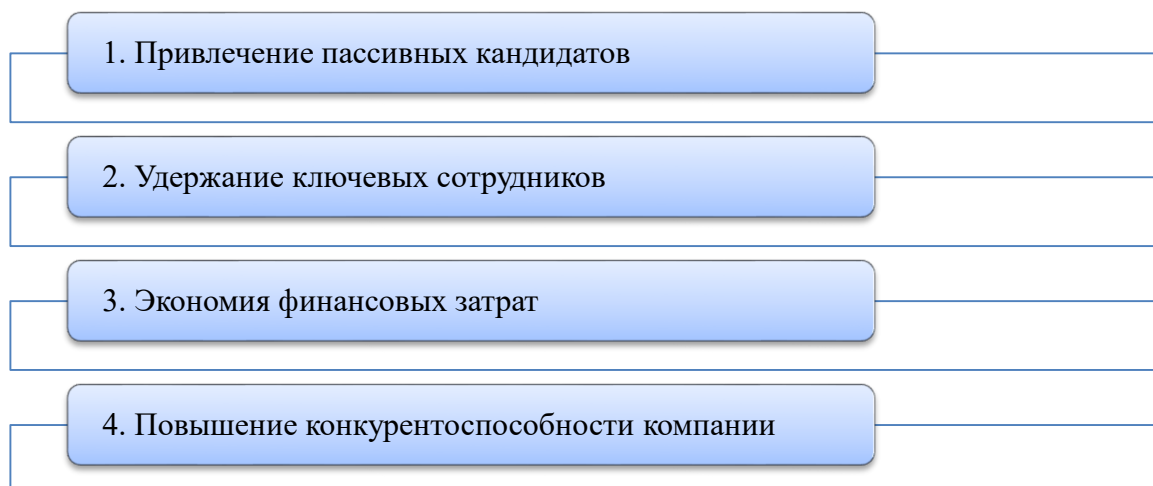 1. Привлечение пассивных кандидатов
2. Удержание ключевых сотрудников
3. Экономия финансовых затрат
4. Повышение конкурентоспособности компании